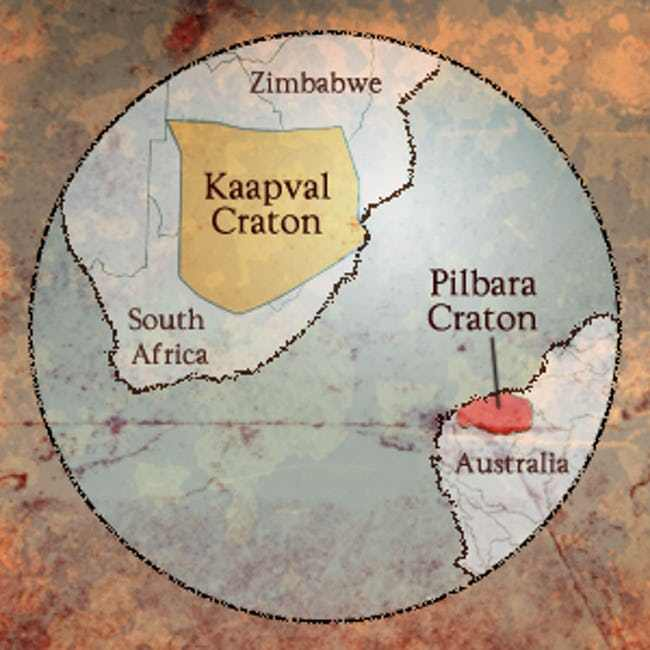 Zimbabwe
Kaapval
Craton
Pilbara
Craton
South
Africa
Australia